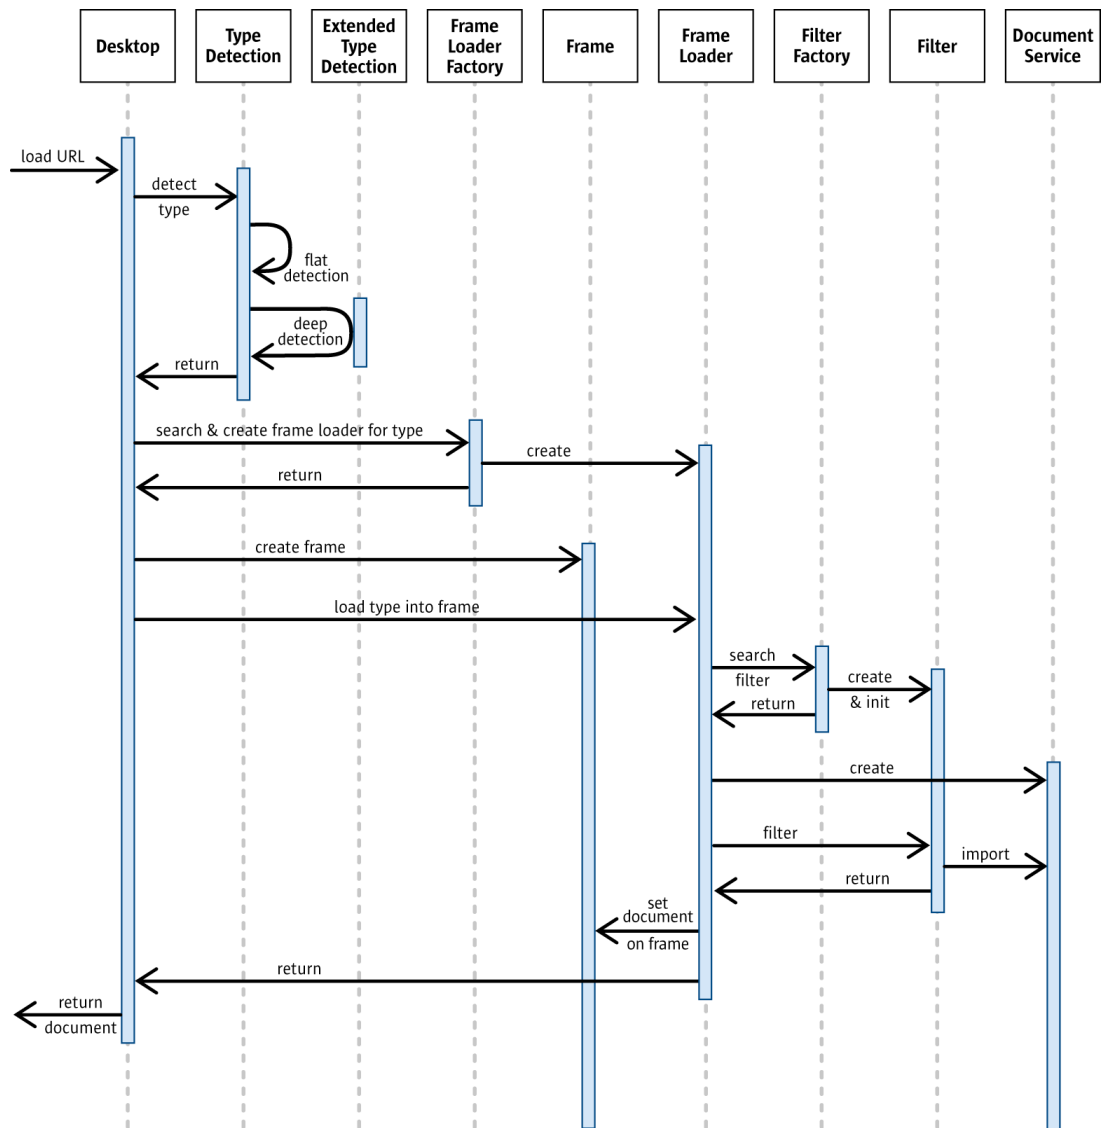 Desktop
Type
Detection
Extended
Type
Detection
Frame
Loader
Factory
Frame
Frame
Loader
Filter
Factory
Filter
Document
Service
load URL
detect
type
flat
detection
deep
detection
return
search & create frame loader for type
create
return
create frame
load type into frame
search
filter
create
& init
return
create
filter
import
return
set
document
on frame
return
return
document